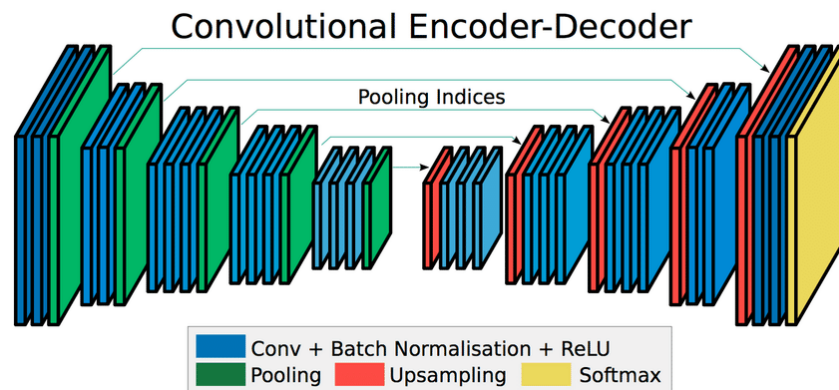 Convolutional Encoder-Decoder
Pooling Indices
Conv + Batch Normalisation + ReLU
Pooling Upsampling Softmax